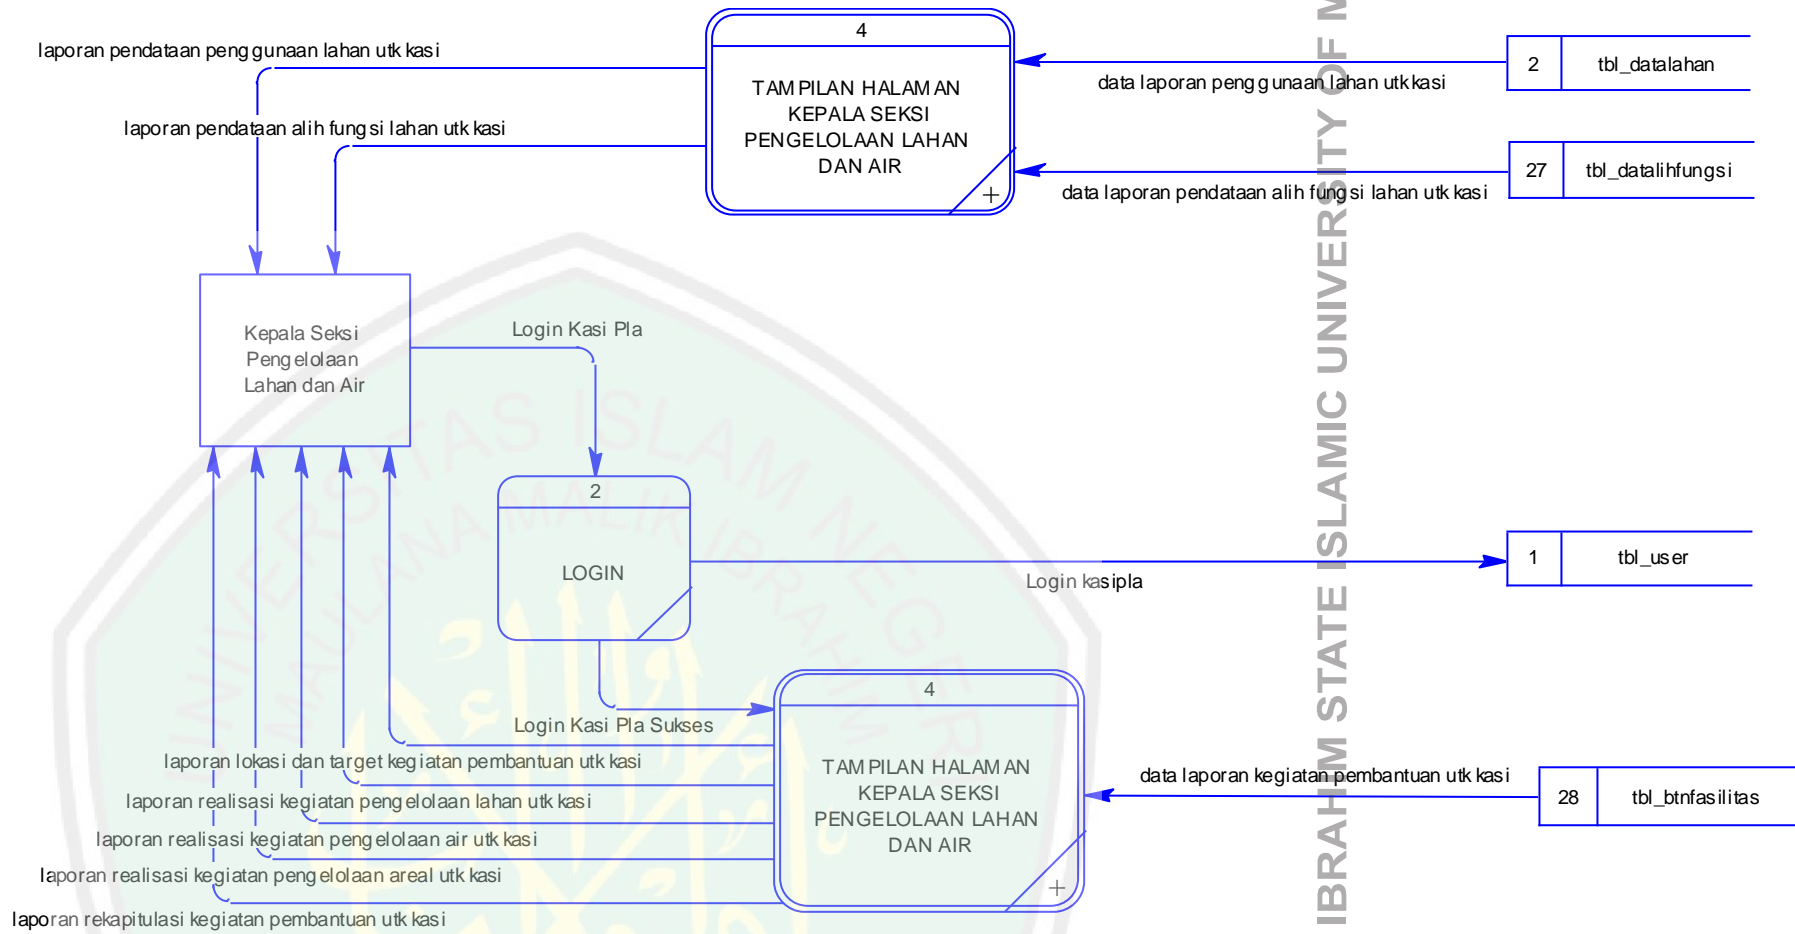 4
laporan pendataan penggunaan lahan utk kasi
2
tbl_datalahan
data laporan penggunaan lahan utk kasi
TAMPILAN HALAMAN
KEPALA SEKSI
PENGELOLAAN LAHAN
DAN AIR
laporan pendataan alih fungsi lahan utk kasi
27
tbl_datalihfungsi
data laporan pendataan alih fungsi lahan utk kasi
Kepala Seksi
Pengelolaan
Lahan dan Air
Login Kasi Pla
2
LOGIN
1
tbl_user
Login kasipla
4
Login Kasi Pla Sukses
TAMPILAN HALAMAN
KEPALA SEKSI
PENGELOLAAN LAHAN
DAN AIR
data laporan kegiatan pembantuan utk kasi
28
tbl_btnfasilitas
laporan lokasi dan target kegiatan pembantuan utk kasi
laporan realisasi kegiatan pengelolaan lahan utk kasi
laporan realisasi kegiatan pengelolaan air utk kasi
laporan realisasi kegiatan pengelolaan areal utk kasi
laporan rekapitulasi kegiatan pembantuan utk kasi
UNIVERSITAS ISLAM NEGERI
MAULANA MALIK IBRAHIM
IBRAHIM STATE ISLAMIC UNIVERSITY OF